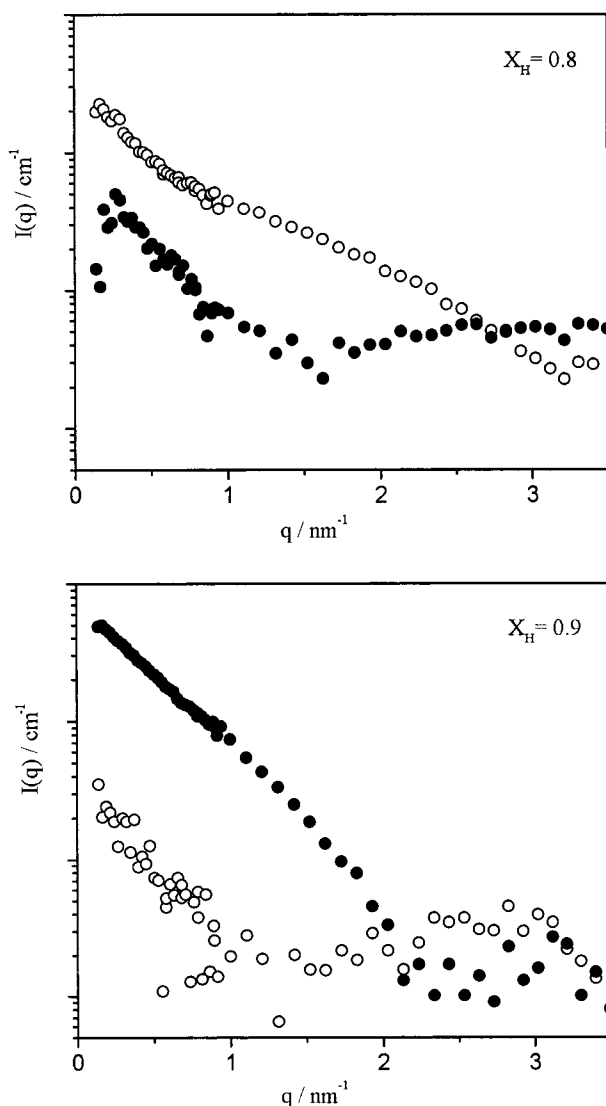 X_H = 0.8
I(q) / cm⁻¹
0 1 2 3
q / nm⁻¹
X_H = 0.9
I(q) / cm⁻¹
0 1 2 3
q / nm⁻¹